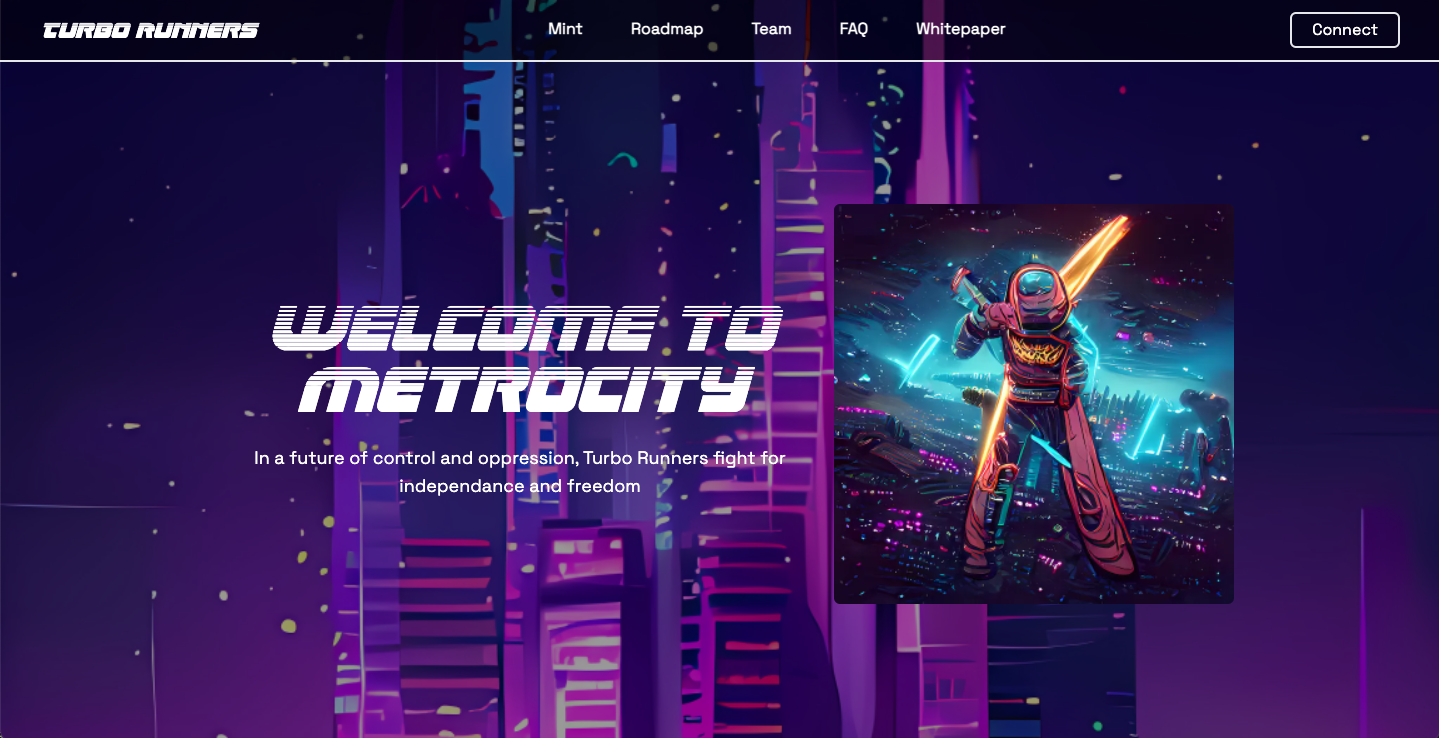 TURBO RUNNERS
Mint
Roadmap
Team
FAQ
Whitepaper
Connect
WELCOME TO
METROCITY
In a future of control and oppression, Turbo Runners fight for
independance and freedom